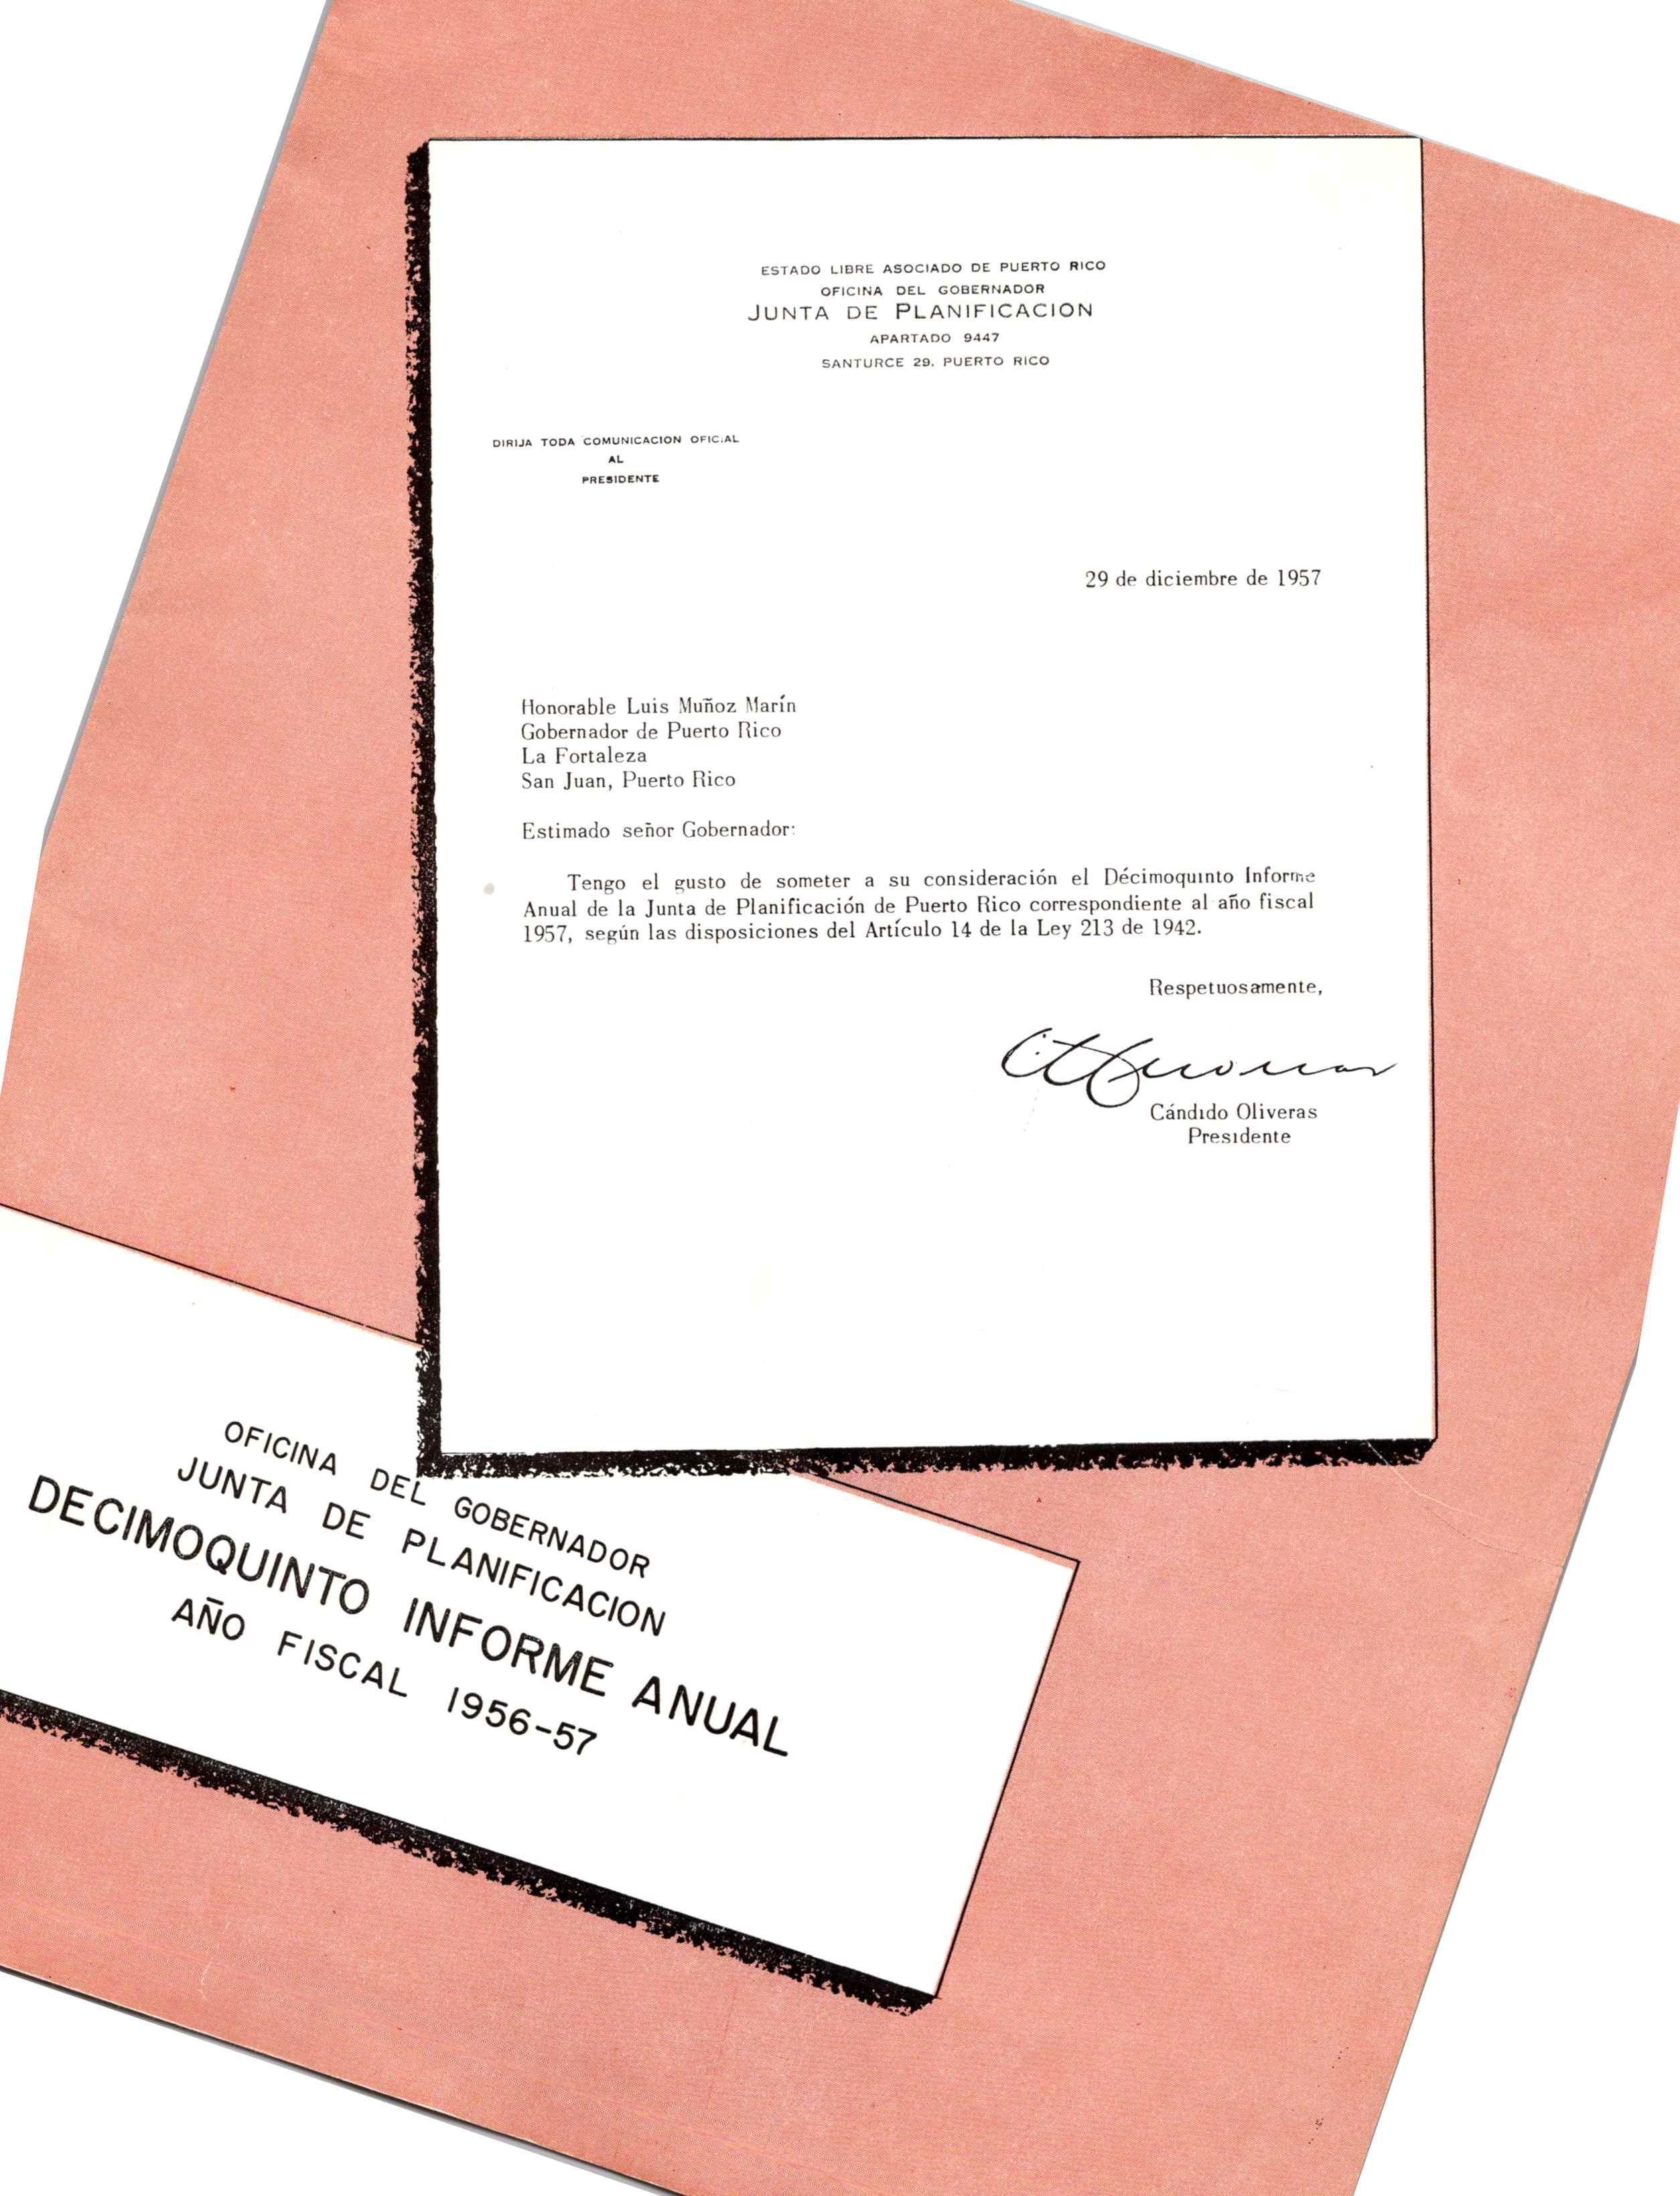 ESTADO LIBRE ASOCIADO DE PUERTO RICO
OFICINA DEL GOBERNADOR
JUNTA DE PLANIFICACION
APARTADO 9447
SANTURCE 29, PUERTO RICO
DIRIJA TODA COMUNICACION OFICIAL
AL
PRESIDENTE
29 de diciembre de 1957
Honorable Luis Muñoz Marín
Gobernador de Puerto Rico
La Fortaleza
San Juan, Puerto Rico
Estimado señor Gobernador:
Tengo el gusto de someter a su consideración el Décimoquinto Informe
Anual de la Junta de Planificación de Puerto Rico correspondiente al año fiscal
1957, según las disposiciones del Artículo 14 de la Ley 213 de 1942.
Respetuosamente,
Cándido Oliveras
Presidente
OFICINA DEL GOBERNADOR
JUNTA DE PLANIFICACION
DECIMOQUINTO INFORME ANUAL
AÑO FISCAL 1956-57